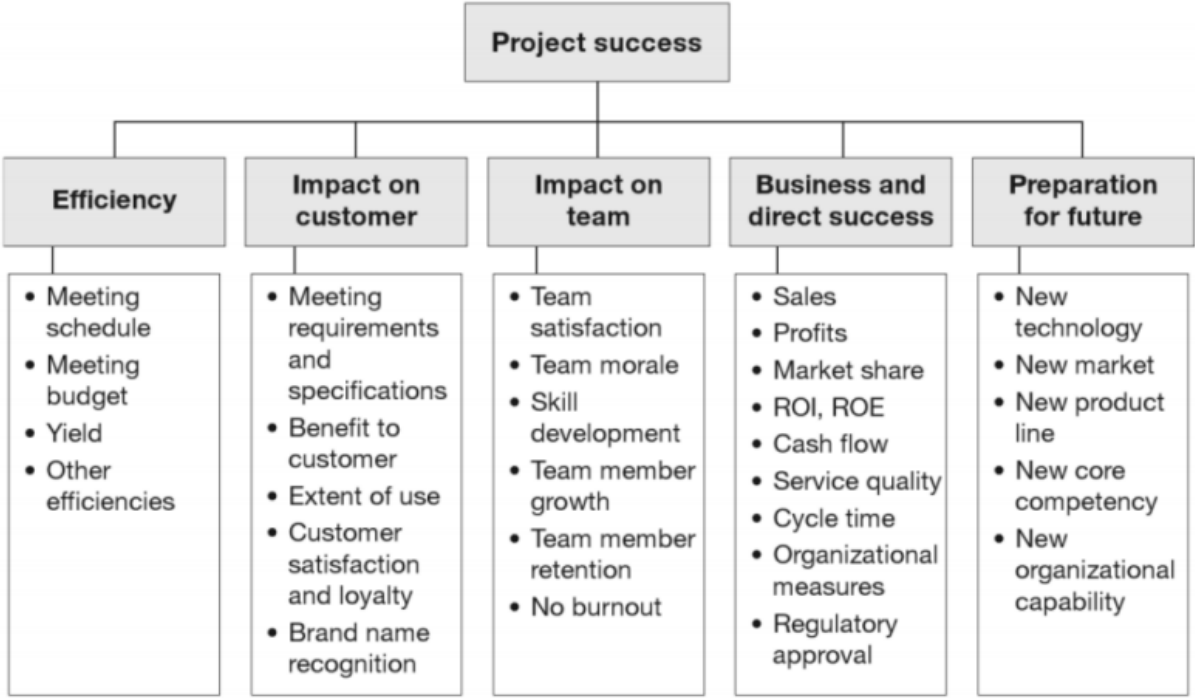 Project success
Efficiency
Impact on
customer
Impact on
team
Business and
direct success
Preparation
for future
• Meeting
schedule
• Meeting
budget
• Yield
• Other
efficiencies
• Meeting
requirements
and
specifications
• Benefit to
customer
• Extent of use
• Customer
satisfaction
and loyalty
• Brand name
recognition
• Team
satisfaction
• Team morale
• Skill
development
• Team member
growth
• Team member
retention
• No burnout
• Sales
• Profits
• Market share
• ROI, ROE
• Cash flow
• Service quality
• Cycle time
• Organizational
measures
• Regulatory
approval
• New
technology
• New market
• New product
line
• New core
competency
• New
organizational
capability